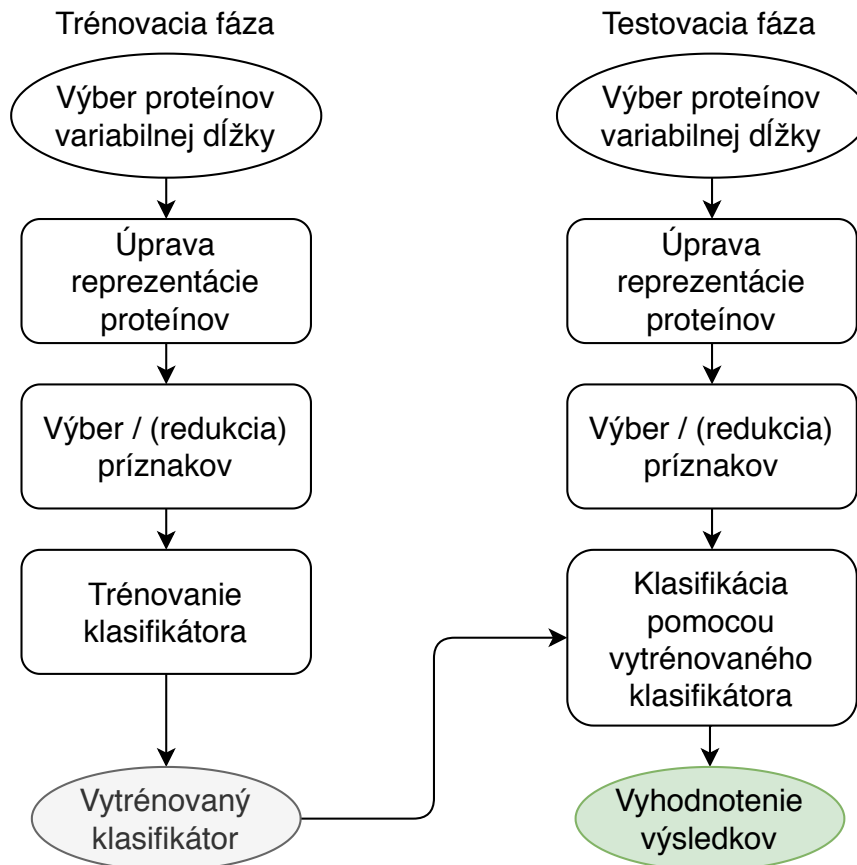 Trénovacia fáza
Výber proteínov
variabilnej dĺžky
Úprava
reprezentácie
proteínov
Výber / (redukcia)
príznakov
Trénovanie
klasifikátora
Vytrénovaný
klasifikátor
Testovacia fáza
Výber proteínov
variabilnej dĺžky
Úprava
reprezentácie
proteínov
Výber / (redukcia)
príznakov
Klasifikácia
pomocou
vytrénovaného
klasifikátora
Vyhodnotenie
výsledkov